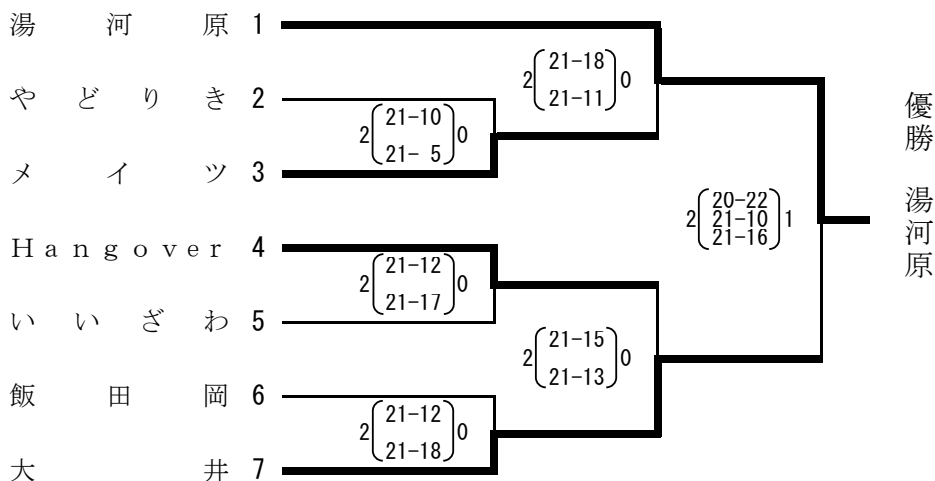 湯河原 1
やどりき 2
メイツ 3
Hangover 4
いいざわ 5
飯田岡 6
大井 7
2 21-10 0
21- 5
2 21-12 0
21-17
2 21-12 0
21-18
2 21-18 0
21-11
2 21-15 0
21-13
2 20-22 1
21-10
21-16
優勝 湯河原